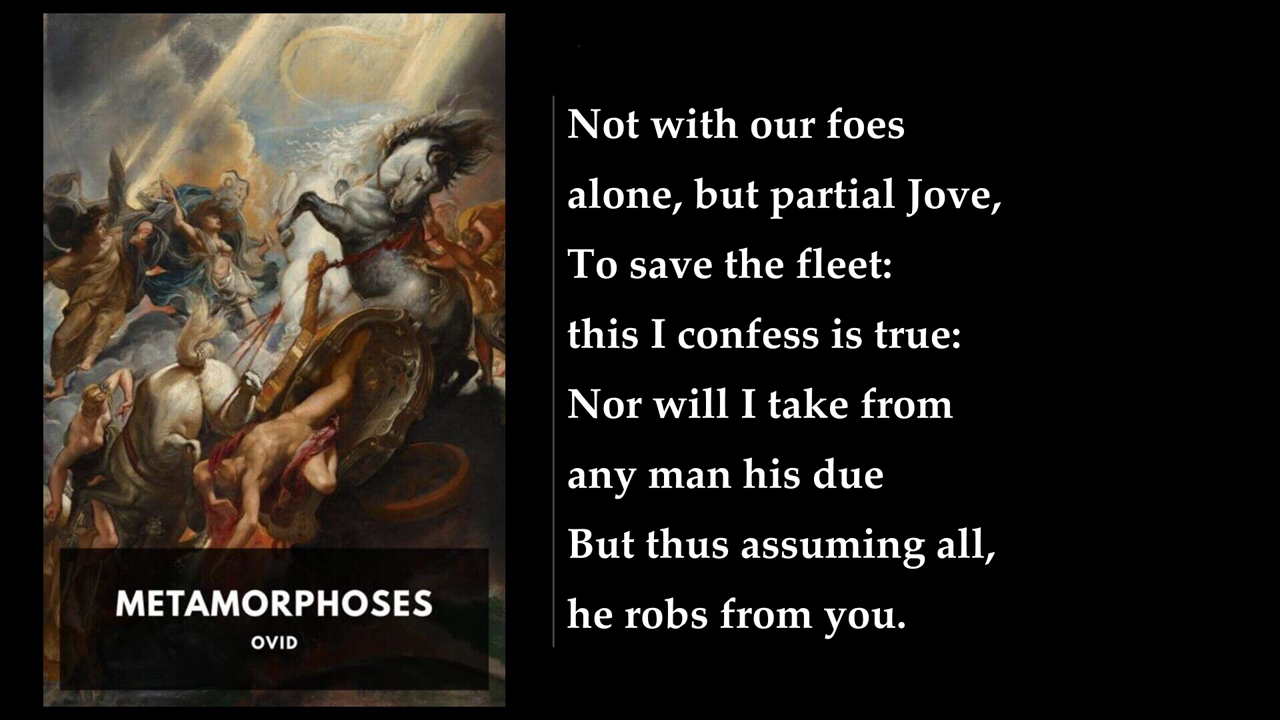 METAMORPHOSES
OVID
Not with our foes
alone, but partial Jove,
To save the fleet:
this I confess is true:
Nor will I take from
any man his due
But thus assuming all,
he robs from you.